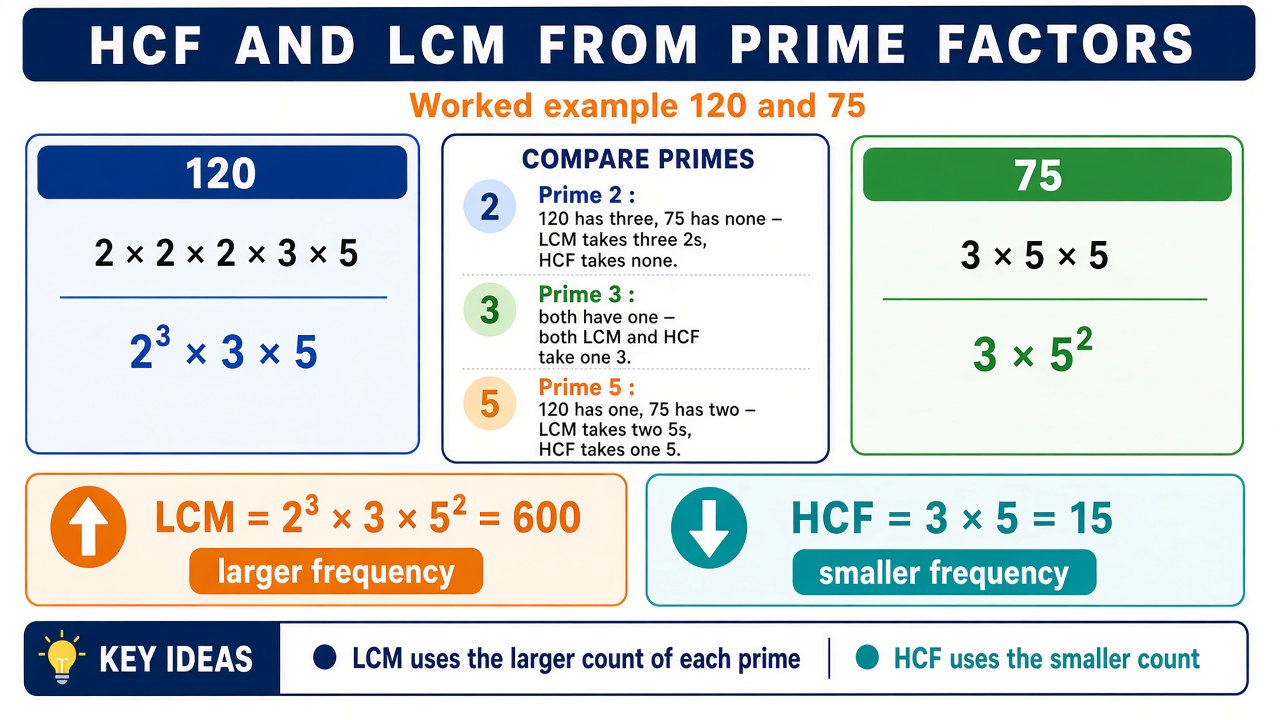 HCF AND LCM FROM PRIME FACTORS
Worked example 120 and 75
120
2 × 2 × 2 × 3 × 5
2³ × 3 × 5
COMPARE PRIMES
2
Prime 2 :
120 has three, 75 has none –
LCM takes three 2s,
HCF takes none.
3
Prime 3 :
both have one –
both LCM and HCF
take one 3.
5
Prime 5 :
120 has one, 75 has two –
LCM takes two 5s,
HCF takes one 5.
75
3 × 5 × 5
3 × 5²
LCM = 2³ × 3 × 5² = 600
larger frequency
HCF = 3 × 5 = 15
smaller frequency
KEY IDEAS
● LCM uses the larger count of each prime
● HCF uses the smaller count